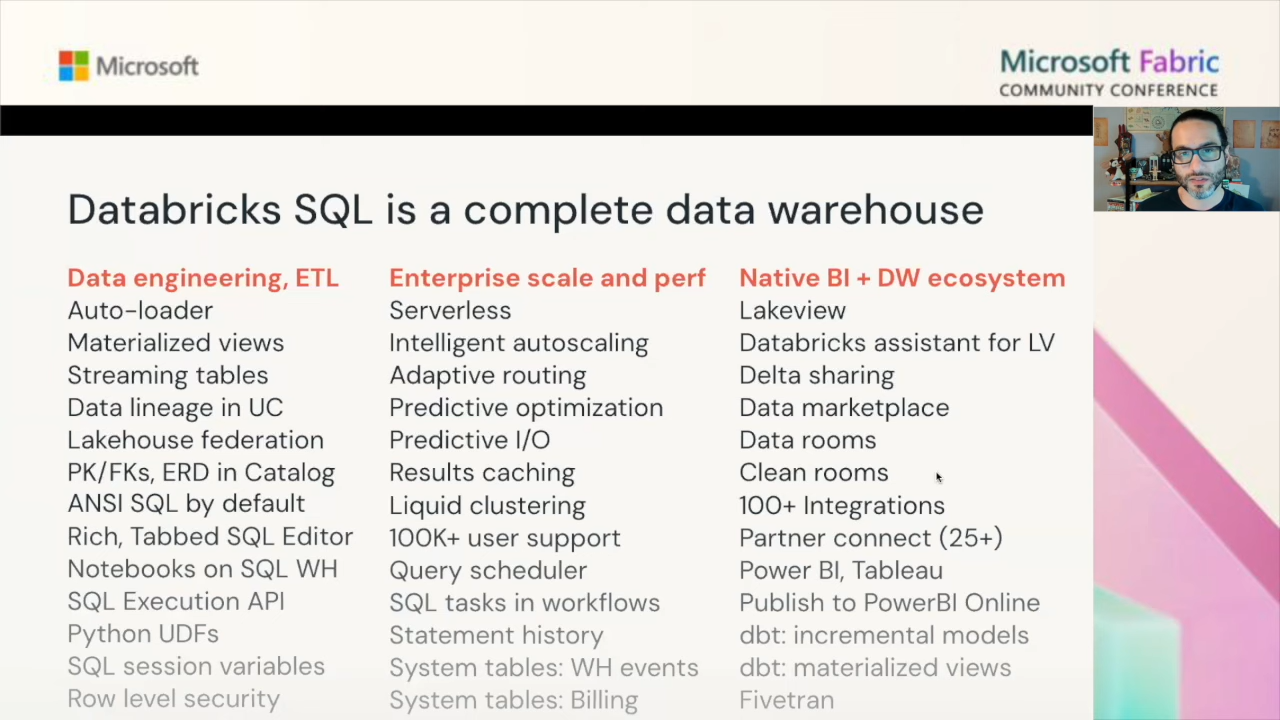 Microsoft
Microsoft Fabric
COMMUNITY CONFERENCE
Databricks SQL is a complete data warehouse
Data engineering, ETL
Auto-loader
Materialized views
Streaming tables
Data lineage in UC
Lakehouse federation
PK/FKs, ERD in Catalog
ANSI SQL by default
Rich, Tabbed SQL Editor
Notebooks on SQL WH
SQL Execution API
Python UDFs
SQL session variables
Row level security
Enterprise scale and perf
Serverless
Intelligent autoscaling
Adaptive routing
Predictive optimization
Predictive I/O
Results caching
Liquid clustering
100K+ user support
Query scheduler
SQL tasks in workflows
Statement history
System tables: WH events
System tables: Billing
Native BI + DW ecosystem
Lakeview
Databricks assistant for LV
Delta sharing
Data marketplace
Data rooms
Clean rooms
100+ Integrations
Partner connect (25+)
Power BI, Tableau
Publish to PowerBI Online
dbt: incremental models
dbt: materialized views
Fivetran